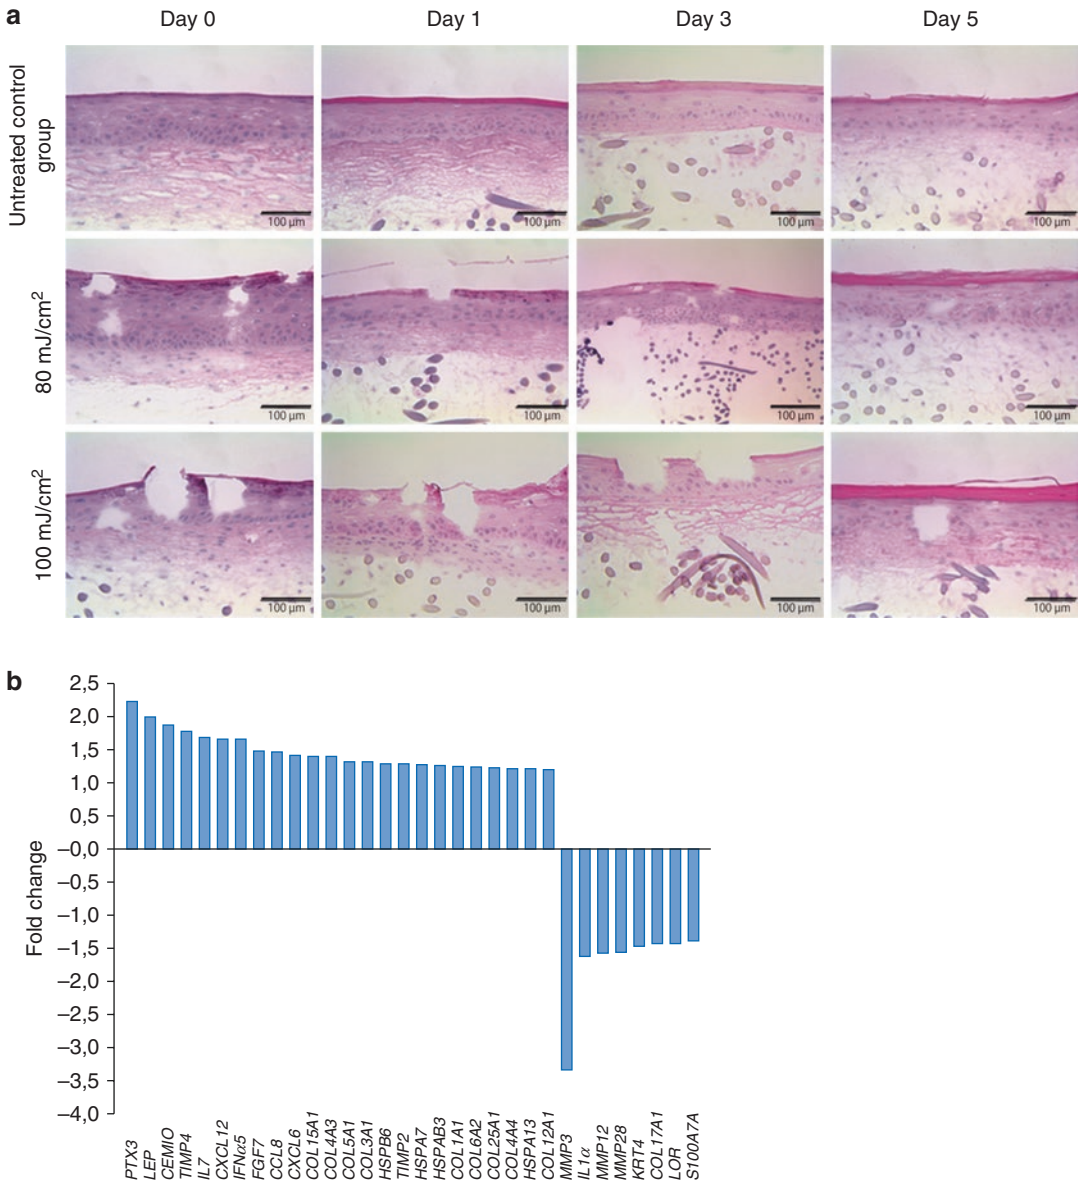 a
Day 0 Day 1 Day 3 Day 5
Untreated control
group
100 µm 100 µm 100 µm 100 µm
80 mJ/cm²
100 µm 100 µm 100 µm 100 µm
100 mJ/cm²
100 µm 100 µm 100 µm 100 µm
b
Fold change
2,5
2,0
1,5
1,0
0,5
–0,0
–0,5
–1,0
–1,5
–2,0
–2,5
–3,0
–3,5
–4,0
PTX3
LEP
CEMIO
TIMP4
IL7
CXCL12
IFNα5
FGF7
CCL8
CXCL6
COL15A1
COL4A3
COL5A1
COL3A1
HSPB6
TIMP2
HSPA7
HSPAB3
COL1A1
COL6A2
COL25A1
COL4A4
HSPA13
COL12A1
MMP3
IL1α
MMP12
MMP28
KRT4
COL17A1
LOR
S100A7A